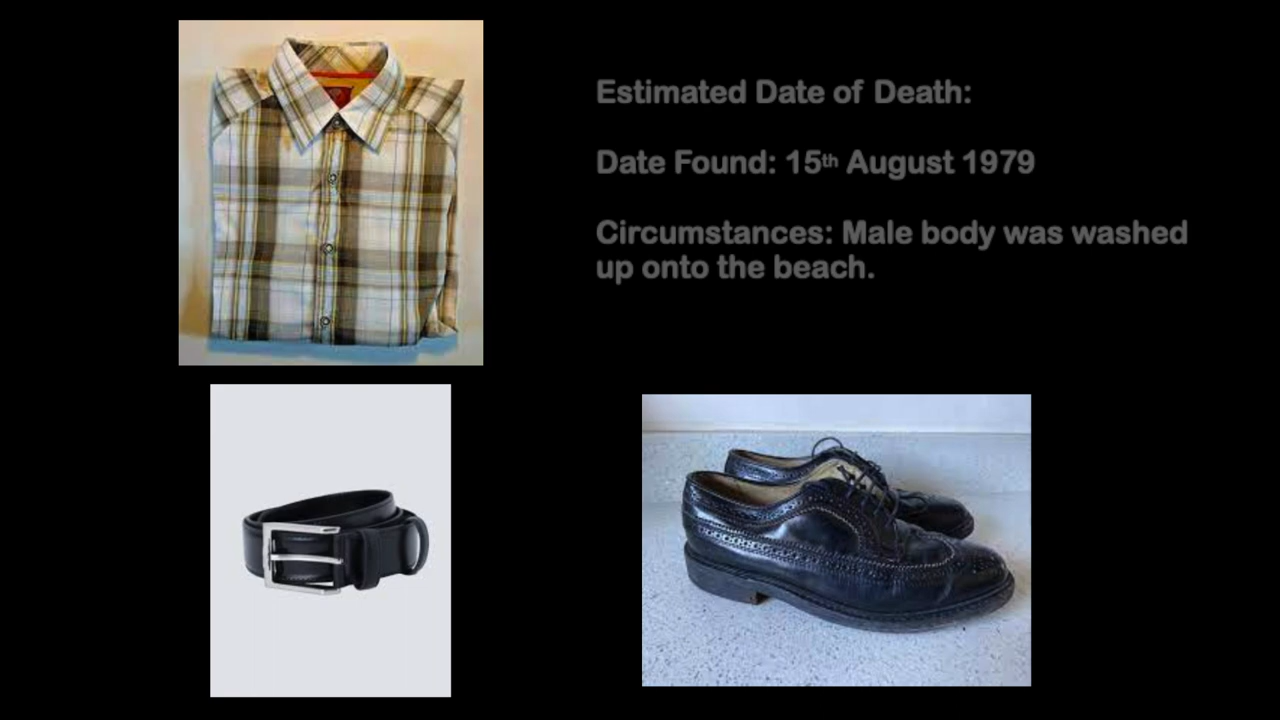 Estimated Date of Death:
Date Found: 15th August 1979
Circumstances: Male body was washed
up onto the beach.